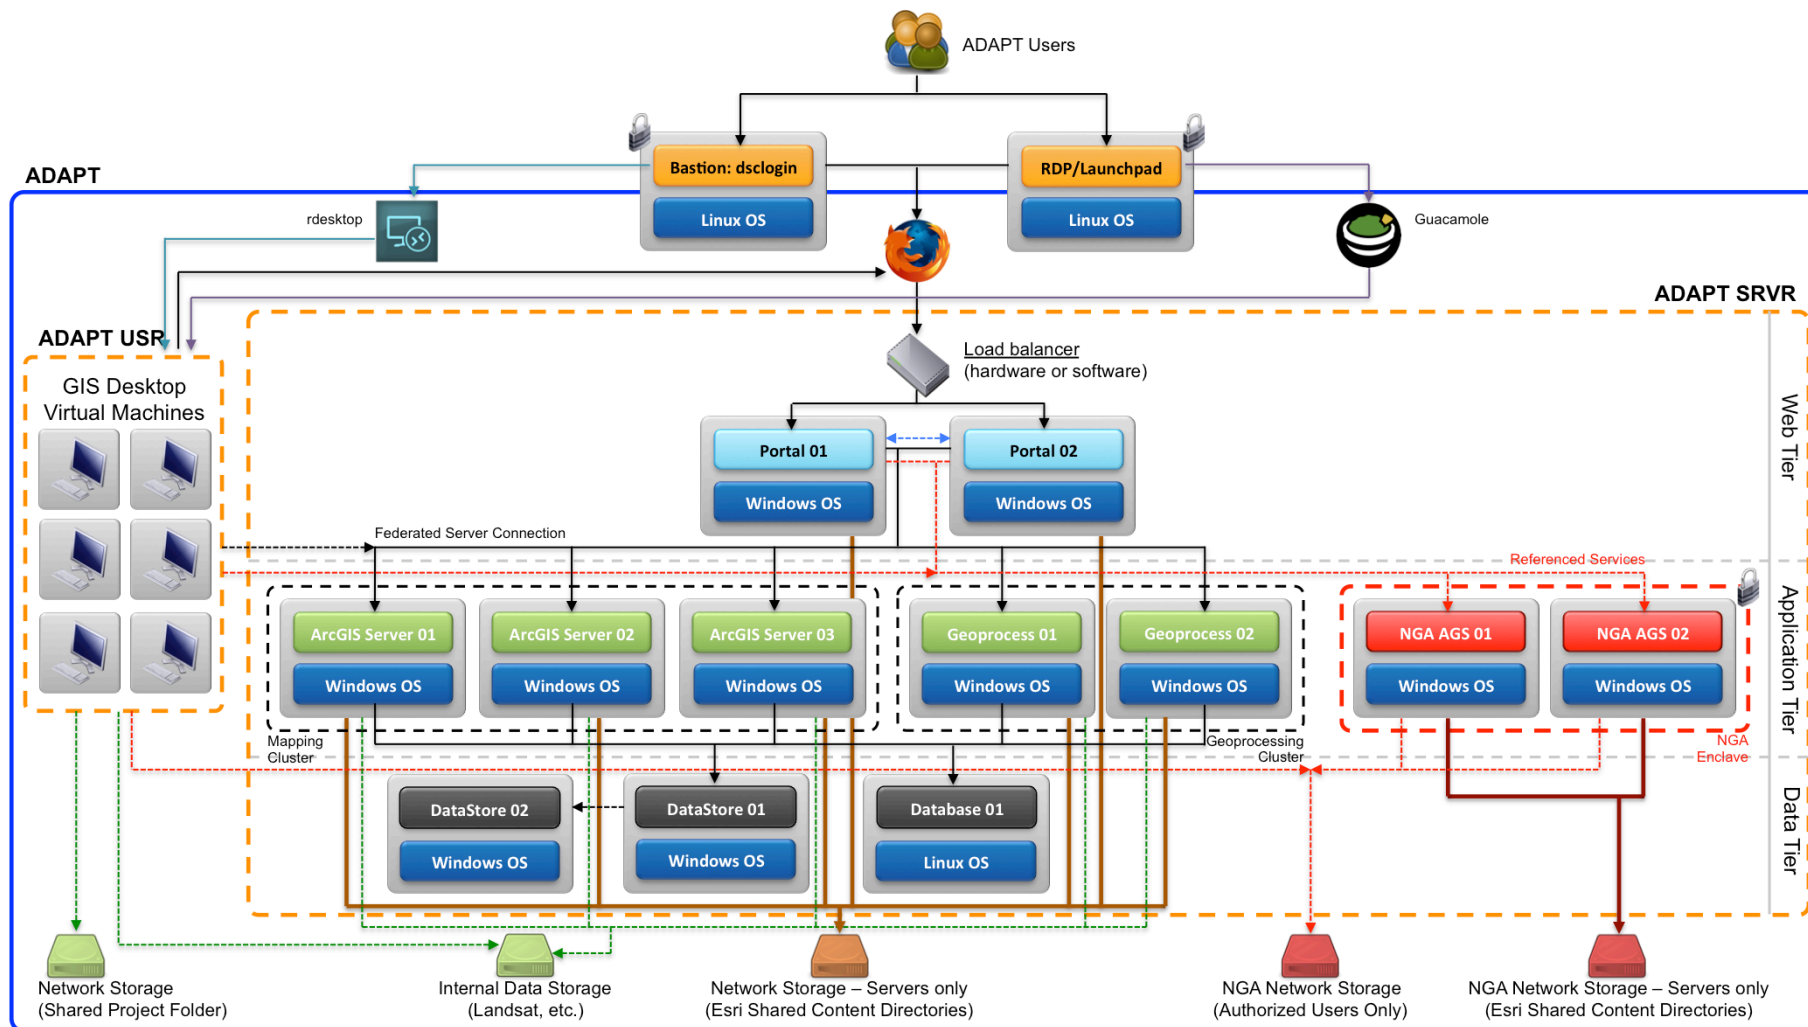 ADAPT Users
Bastion: dsclogin
Linux OS
RDP/Launchpad
Linux OS
ADAPT
rdesktop
Guacamole
ADAPT SRVR
ADAPT USR
GIS Desktop
Virtual Machines
Load balancer
(hardware or software)
Web Tier
Portal 01
Windows OS
Portal 02
Windows OS
Federated Server Connection
Referenced Services
Application Tier
ArcGIS Server 01
Windows OS
ArcGIS Server 02
Windows OS
ArcGIS Server 03
Windows OS
Geoprocess 01
Windows OS
Geoprocess 02
Windows OS
NGA AGS 01
Windows OS
NGA AGS 02
Windows OS
Mapping
Cluster
Geoprocessing
Cluster
NGA
Enclave
Data Tier
DataStore 02
Windows OS
DataStore 01
Windows OS
Database 01
Linux OS
Network Storage
(Shared Project Folder)
Internal Data Storage
(Landsat, etc.)
Network Storage – Servers only
(Esri Shared Content Directories)
NGA Network Storage
(Authorized Users Only)
NGA Network Storage – Servers only
(Esri Shared Content Directories)